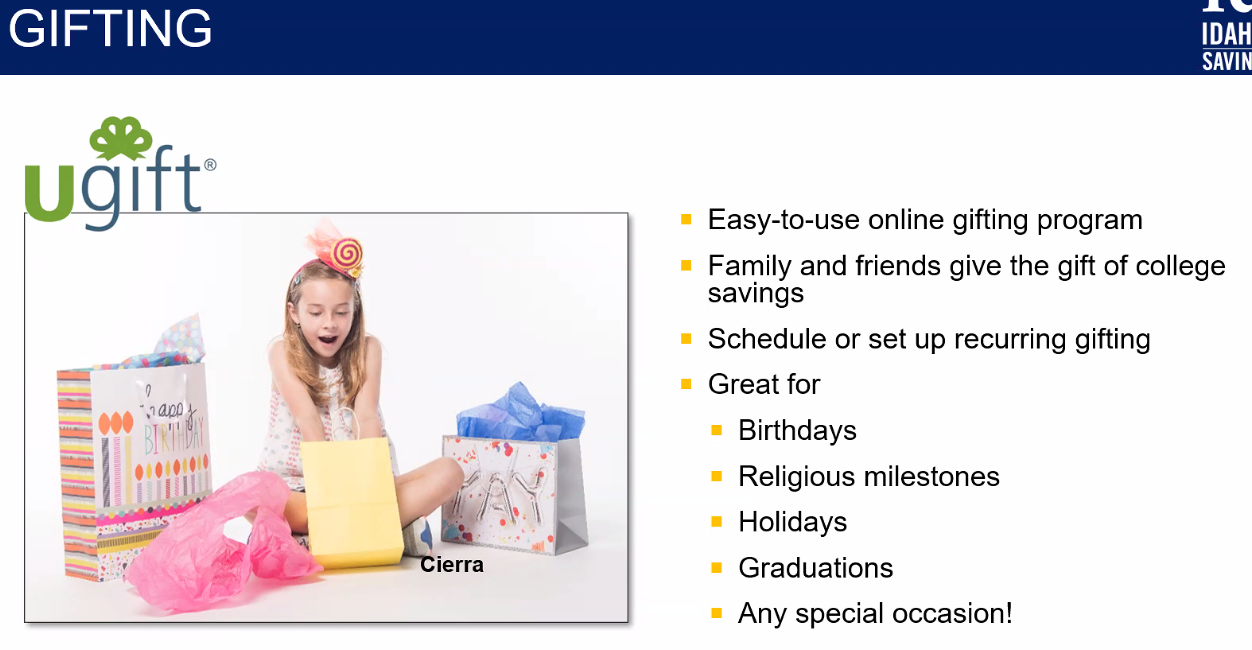 GIFTING
IDAH
SAVIN
ugift®
Easy-to-use online gifting program
Family and friends give the gift of college
savings
Schedule or set up recurring gifting
Great for
Birthdays
Religious milestones
Holidays
Graduations
Any special occasion!
happy
BIRTHDAY
YAY
Cierra